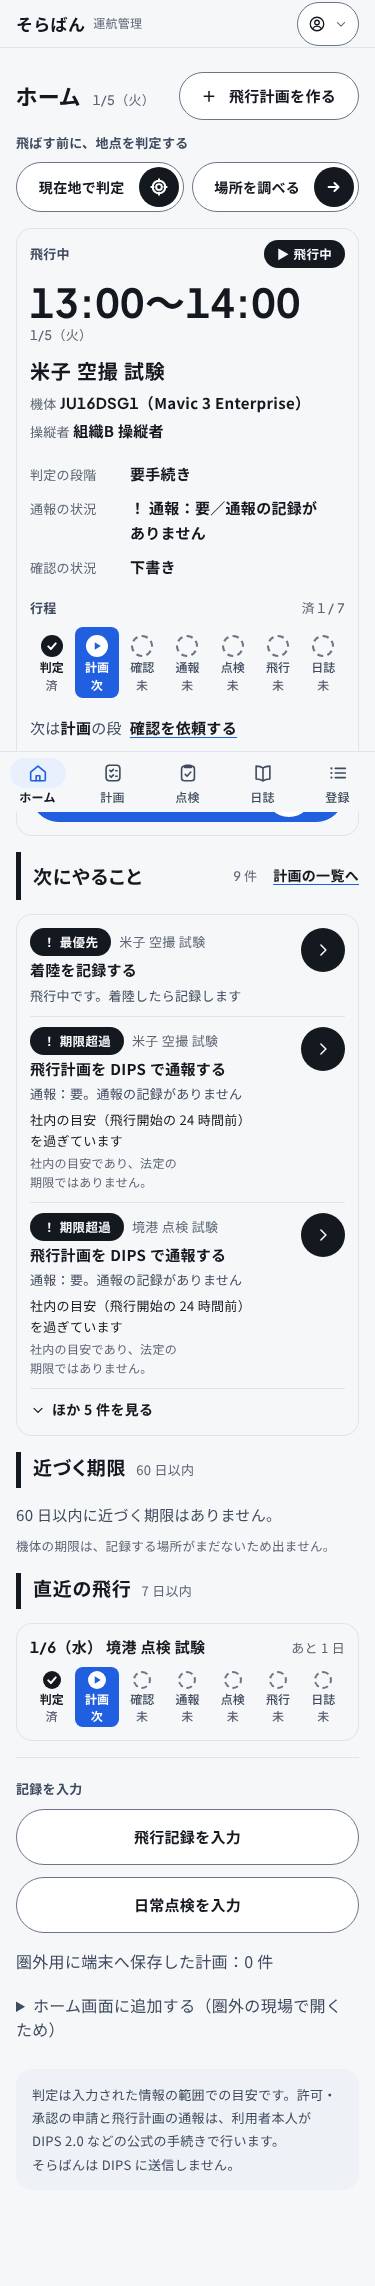 そらばん 運航管理
ホーム 1/5（火）
＋ 飛行計画を作る
飛ばす前に、地点を判定する
現在地で判定
場所を調べる
飛行中
▶ 飛行中
13:00〜14:00
1/5（火）
米子 空撮 試験
機体 JU16DSG1（Mavic 3 Enterprise）
操縦者 組織B 操縦者
判定の段階 要手続き
通報の状況 ！ 通報：要／通報の記録が
ありません
確認の状況 下書き
行程 済 1 / 7
判定 計画 確認 通報 点検 飛行 日誌
済 次 未 未 未 未 未
次は計画の段 確認を依頼する
ホーム 計画 点検 日誌 登録
次にやること 9 件 計画の一覧へ
！ 最優先 米子 空撮 試験
着陸を記録する
飛行中です。着陸したら記録します
！ 期限超過 米子 空撮 試験
飛行計画を DIPS で通報する
通報：要。通報の記録がありません
社内の目安（飛行開始の 24 時間前）
を過ぎています
社内の目安であり、法定の
期限ではありません。
！ 期限超過 境港 点検 試験
飛行計画を DIPS で通報する
通報：要。通報の記録がありません
社内の目安（飛行開始の 24 時間前）
を過ぎています
社内の目安であり、法定の
期限ではありません。
ほか 5 件を見る
近づく期限 60 日以内
60 日以内に近づく期限はありません。
機体の期限は、記録する場所がまだないため出ません。
直近の飛行 7 日以内
1/6（水） 境港 点検 試験 あと 1 日
判定 計画 確認 通報 点検 飛行 日誌
済 次 未 未 未 未 未
記録を入力
飛行記録を入力
日常点検を入力
圏外用に端末へ保存した計画：0 件
▶ ホーム画面に追加する（圏外の現場で開く
ため）
判定は入力された情報の範囲での目安です。許可・
承認の申請と飛行計画の通報は、利用者本人が
DIPS 2.0 などの公式の手続きで行います。
そらばんは DIPS に送信しません。